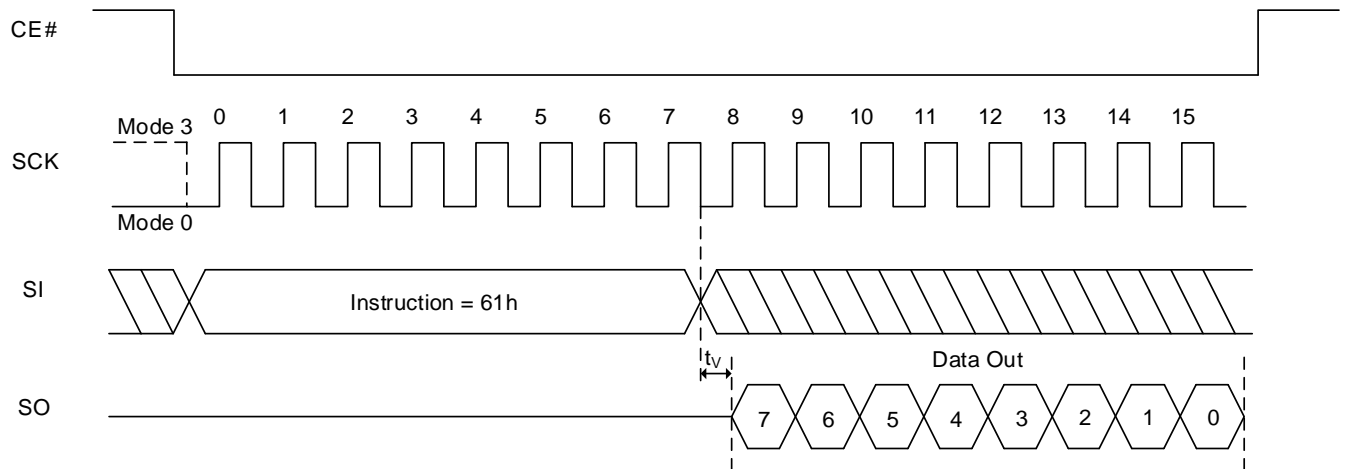 CE#
0 1 2 3 4 5 6 7 8 9 10 11 12 13 14 15
Mode 3
SCK
Mode 0
SI
Instruction = 61h
tV
Data Out
SO
7 6 5 4 3 2 1 0